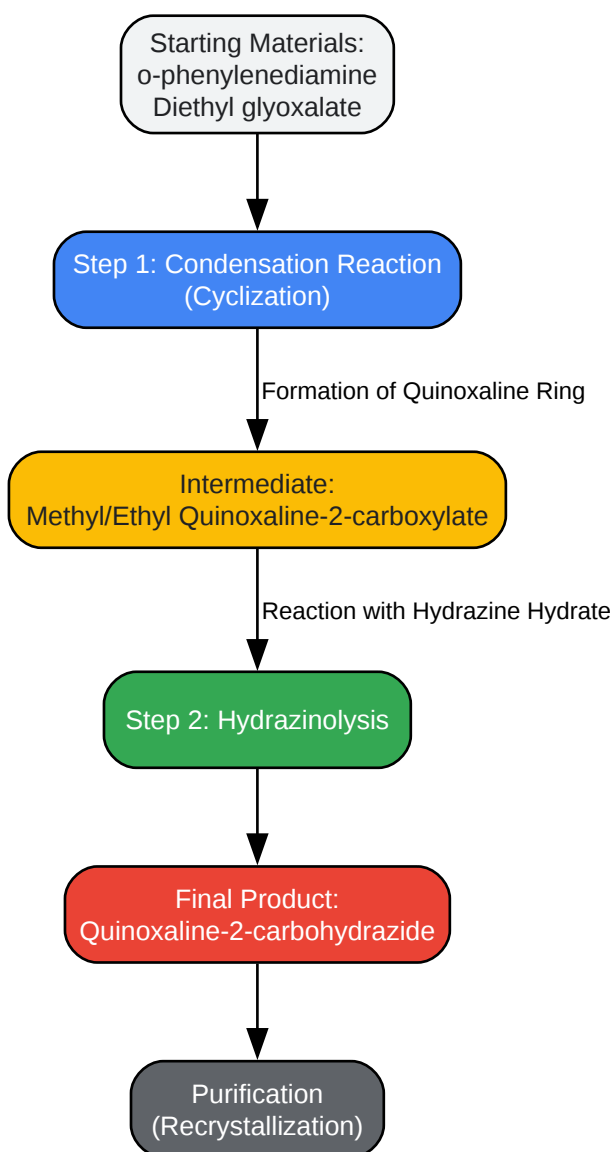 Starting Materials:
o-phenylenediamine
Diethyl glyoxalate
Step 1: Condensation Reaction
(Cyclization)
Formation of Quinoxaline Ring
Intermediate:
Methyl/Ethyl Quinoxaline-2-carboxylate
Reaction with Hydrazine Hydrate
Step 2: Hydrazinolysis
Final Product:
Quinoxaline-2-carbohydrazide
Purification
(Recrystallization)